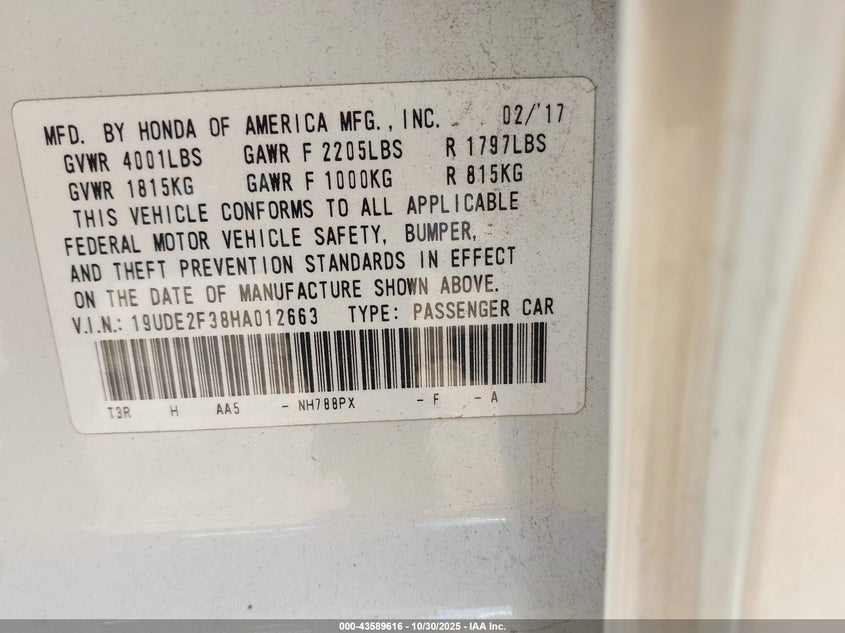 MFD. BY HONDA OF AMERICA MFG., INC. 02/'17
GVWR 4001LBS GAWR F 2205LBS R 1797LBS
GVWR 1815KG GAWR F 1000KG R 815KG
THIS VEHICLE CONFORMS TO ALL APPLICABLE
FEDERAL MOTOR VEHICLE SAFETY, BUMPER,
AND THEFT PREVENTION STANDARDS IN EFFECT
ON THE DATE OF MANUFACTURE SHOWN ABOVE.
V.I.N.: 19UDE2F38HA012663 TYPE: PASSENGER CAR
T3R H AA5 - NH788PX - F - A
000-43589616 - 10/30/2025 - IAA Inc.